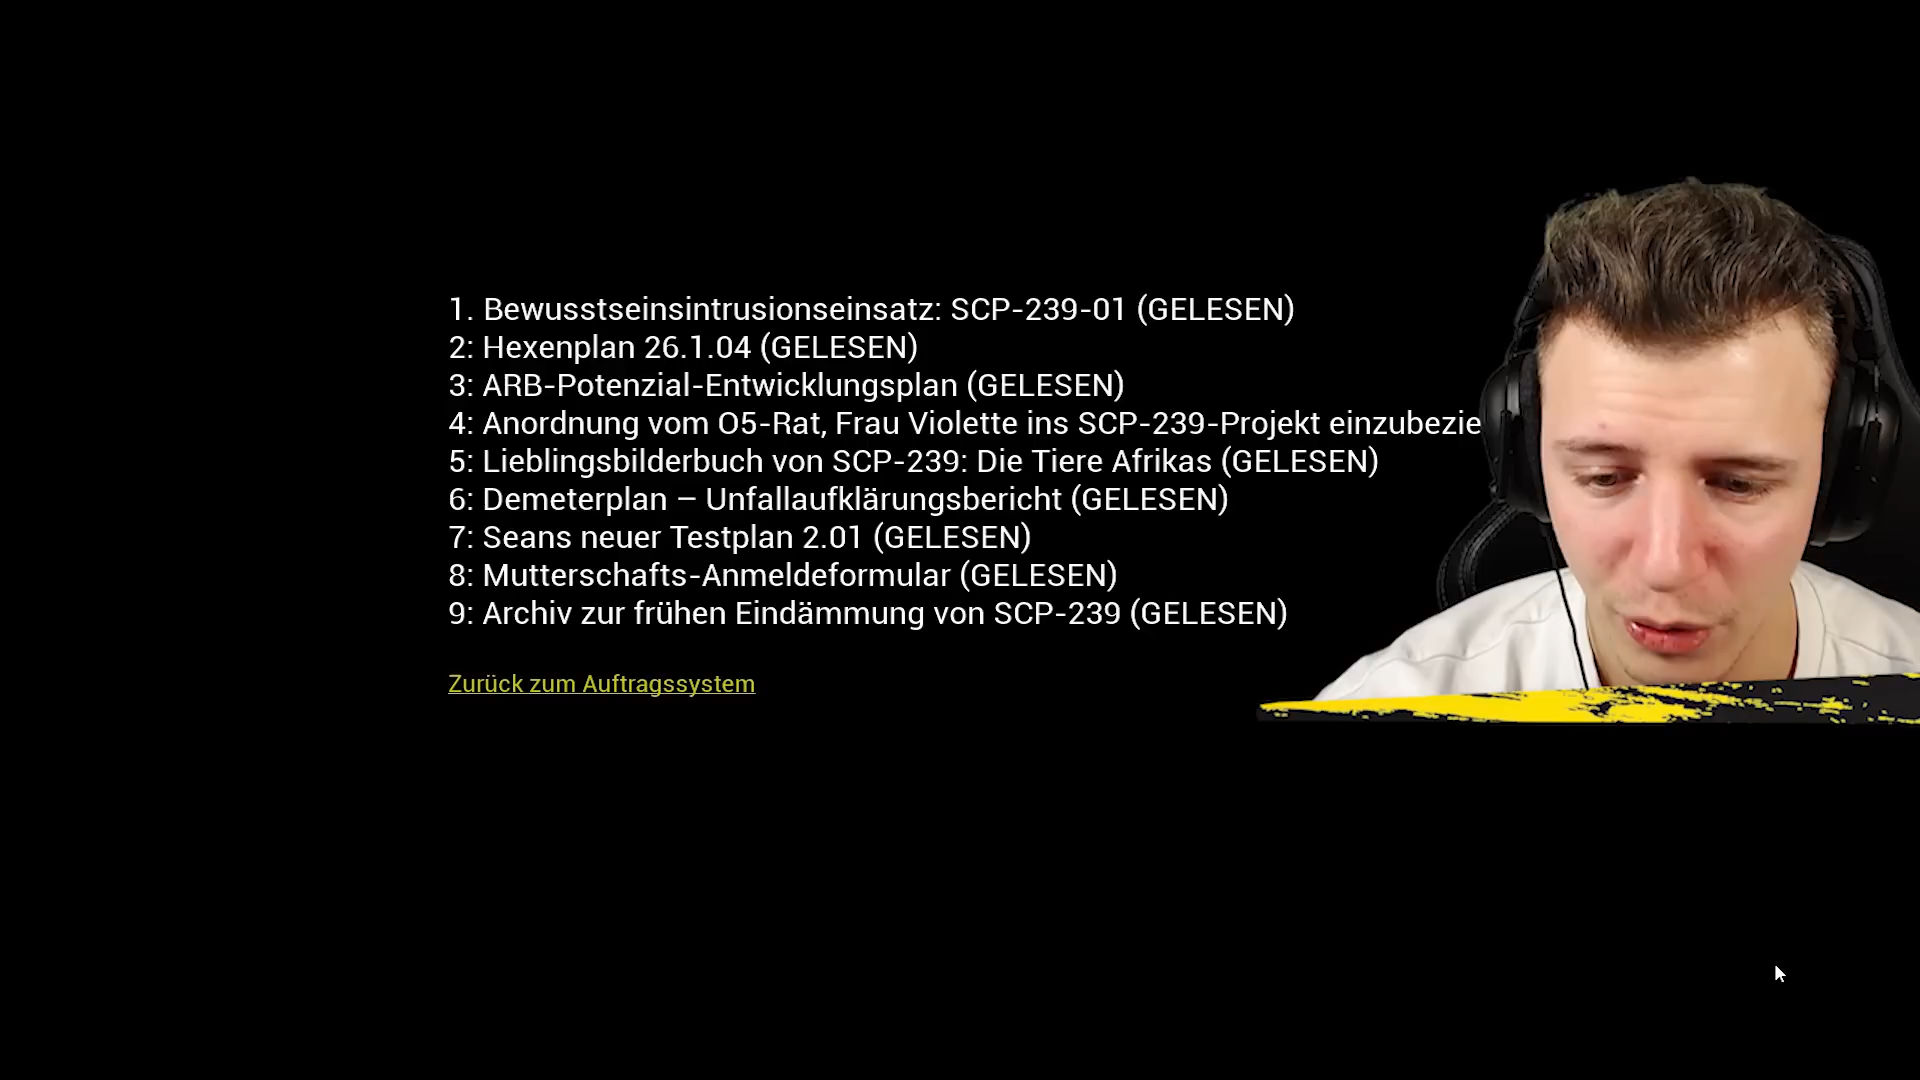 1. Bewusstseinsintrusionseinsatz: SCP-239-01 (GELESEN)
2: Hexenplan 26.1.04 (GELESEN)
3: ARB-Potenzial-Entwicklungsplan (GELESEN)
4: Anordnung vom O5-Rat, Frau Violette ins SCP-239-Projekt einzubezie
5: Lieblingsbilderbuch von SCP-239: Die Tiere Afrikas (GELESEN)
6: Demeterplan – Unfallaufklärungsbericht (GELESEN)
7: Seans neuer Testplan 2.01 (GELESEN)
8: Mutterschafts-Anmeldeformular (GELESEN)
9: Archiv zur frühen Eindämmung von SCP-239 (GELESEN)
Zurück zum Auftragssystem